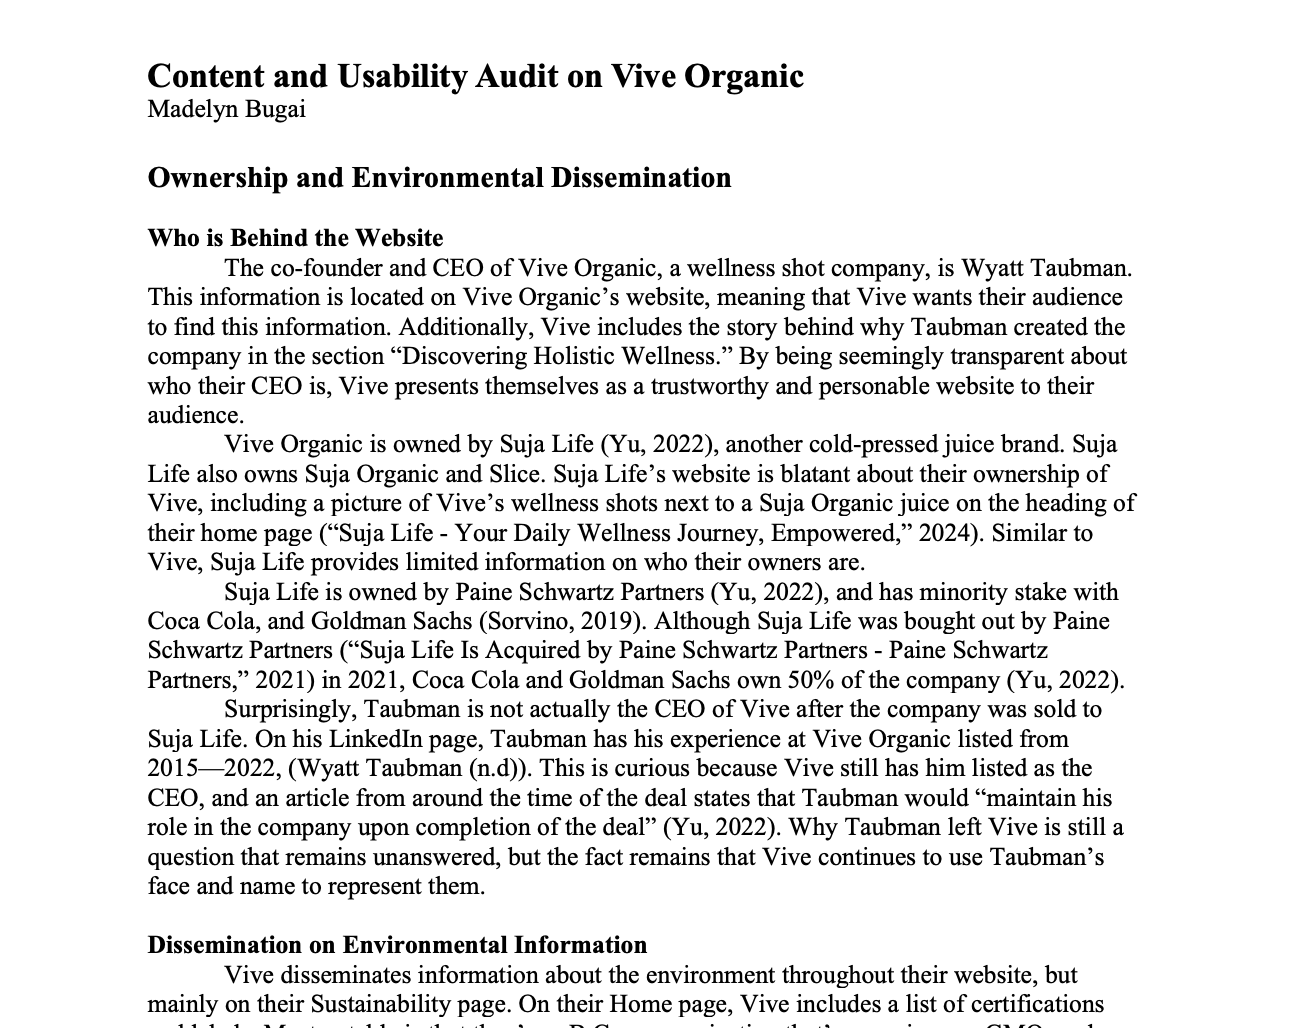 Content and Usability Audit on Vive Organic
Madelyn Bugai
Ownership and Environmental Dissemination
Who is Behind the Website
The co-founder and CEO of Vive Organic, a wellness shot company, is Wyatt Taubman.
This information is located on Vive Organic’s website, meaning that Vive wants their audience
to find this information. Additionally, Vive includes the story behind why Taubman created the
company in the section “Discovering Holistic Wellness.” By being seemingly transparent about
who their CEO is, Vive presents themselves as a trustworthy and personable website to their
audience.
Vive Organic is owned by Suja Life (Yu, 2022), another cold-pressed juice brand. Suja
Life also owns Suja Organic and Slice. Suja Life’s website is blatant about their ownership of
Vive, including a picture of Vive’s wellness shots next to a Suja Organic juice on the heading of
their home page (“Suja Life - Your Daily Wellness Journey, Empowered,” 2024). Similar to
Vive, Suja Life provides limited information on who their owners are.
Suja Life is owned by Paine Schwartz Partners (Yu, 2022), and has minority stake with
Coca Cola, and Goldman Sachs (Sorvino, 2019). Although Suja Life was bought out by Paine
Schwartz Partners (“Suja Life Is Acquired by Paine Schwartz Partners - Paine Schwartz
Partners,” 2021) in 2021, Coca Cola and Goldman Sachs own 50% of the company (Yu, 2022).
Surprisingly, Taubman is not actually the CEO of Vive after the company was sold to
Suja Life. On his LinkedIn page, Taubman has his experience at Vive Organic listed from
2015—2022, (Wyatt Taubman (n.d)). This is curious because Vive still has him listed as the
CEO, and an article from around the time of the deal states that Taubman would “maintain his
role in the company upon completion of the deal” (Yu, 2022). Why Taubman left Vive is still a
question that remains unanswered, but the fact remains that Vive continues to use Taubman’s
face and name to represent them.
Dissemination on Environmental Information
Vive disseminates information about the environment throughout their website, but
mainly on their Sustainability page. On their Home page, Vive includes a list of certifications